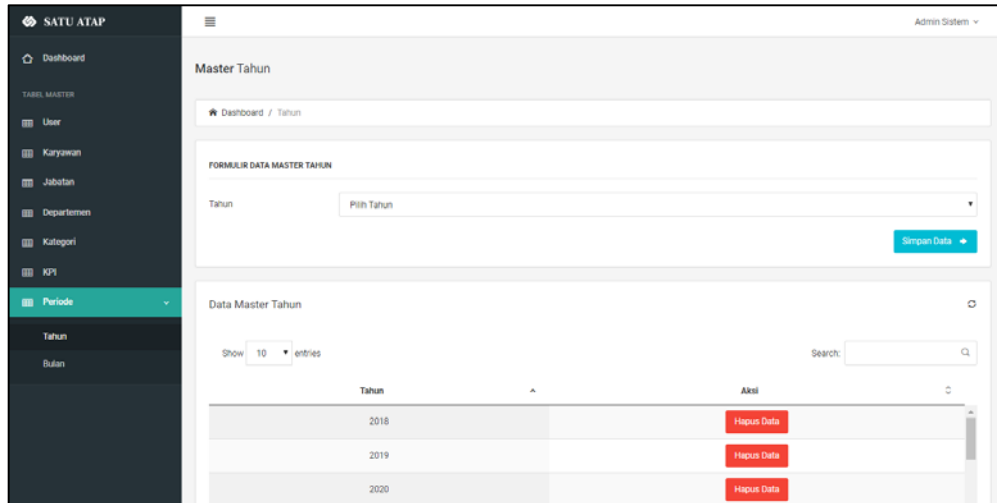 SATU ATAP
Admin Sistem
Dashboard
TABEL MASTER
User
Karyawan
Jabatan
Departemen
Kategori
KPI
Periode
Tahun
Bulan
Master Tahun
Dashboard / Tahun
FORMULIR DATA MASTER TAHUN
Tahun Pilih Tahun
Simpan Data
Data Master Tahun
Show 10 entries Search:
Tahun Aksi
2018 Hapus Data
2019 Hapus Data
2020 Hapus Data